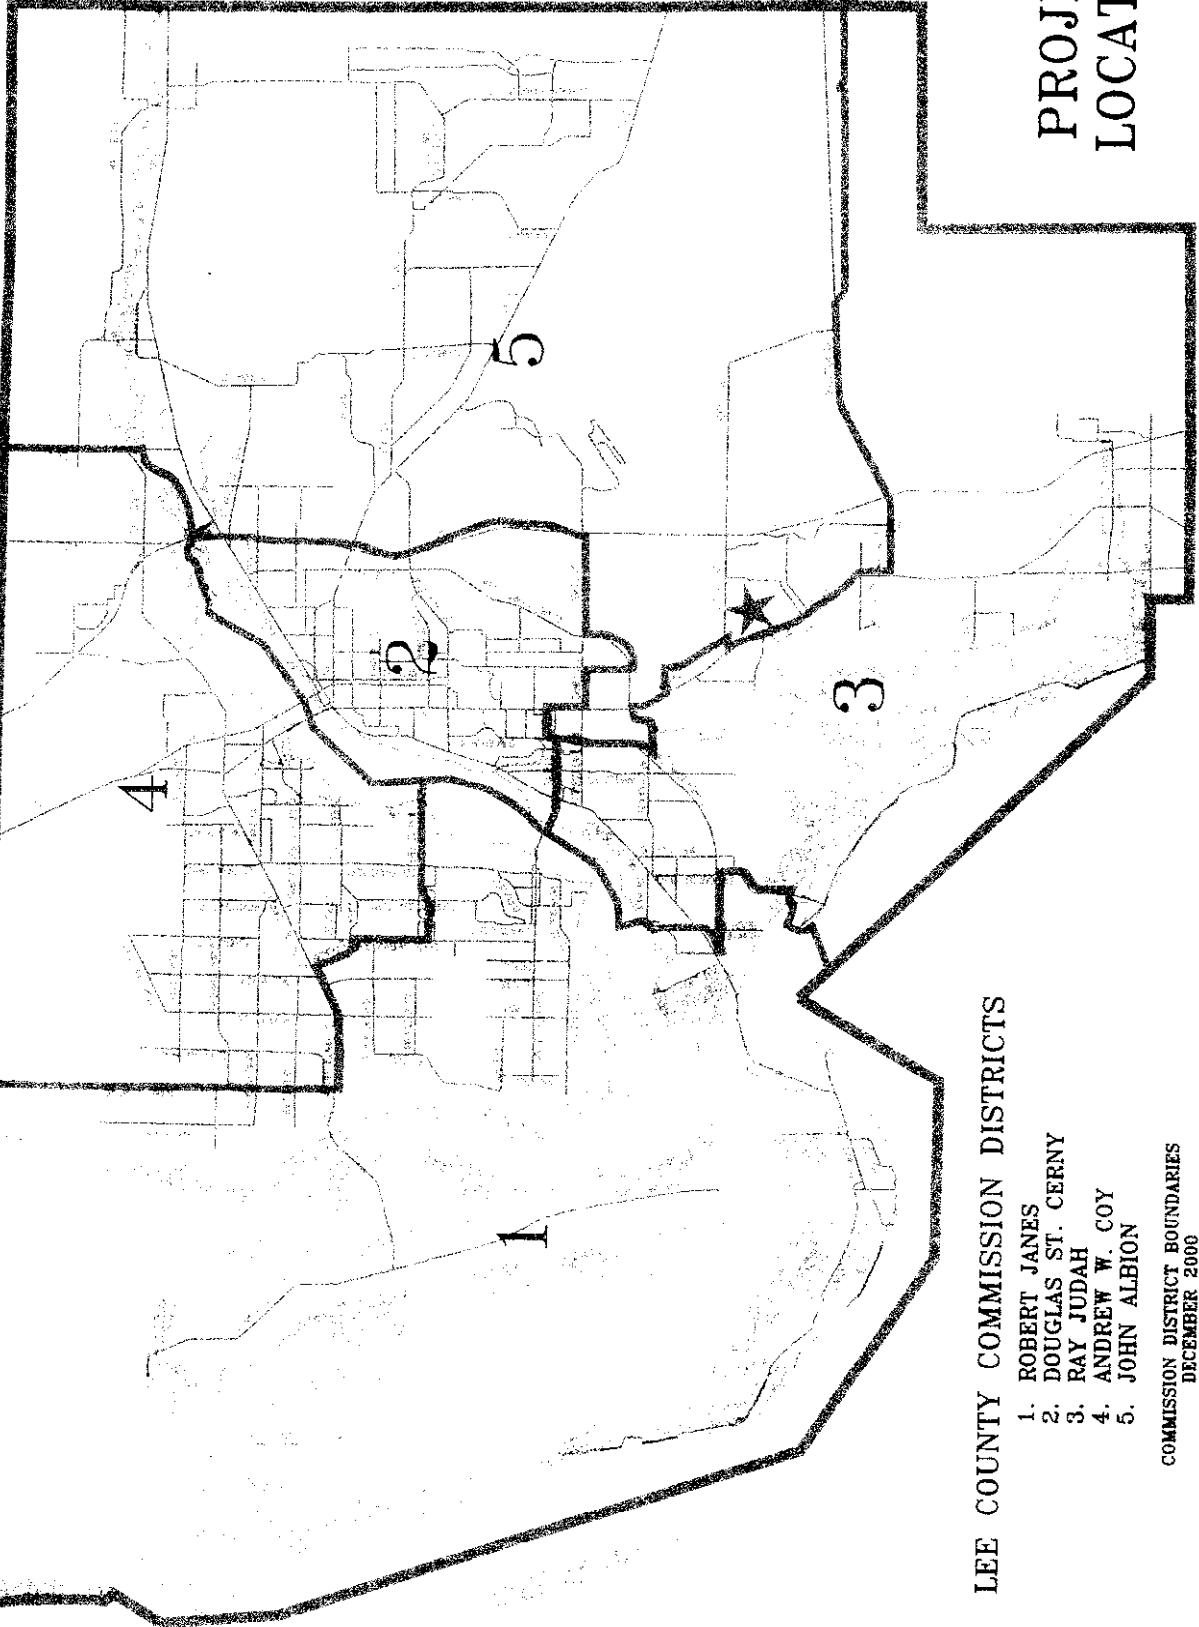 4
5
2
3
1
LEE COUNTY COMMISSION DISTRICTS
1. ROBERT JANES
2. DOUGLAS ST. CERNY
3. RAY JUDAH
4. ANDREW W. COY
5. JOHN ALBION
COMMISSION DISTRICT BOUNDARIES
DECEMBER 2000